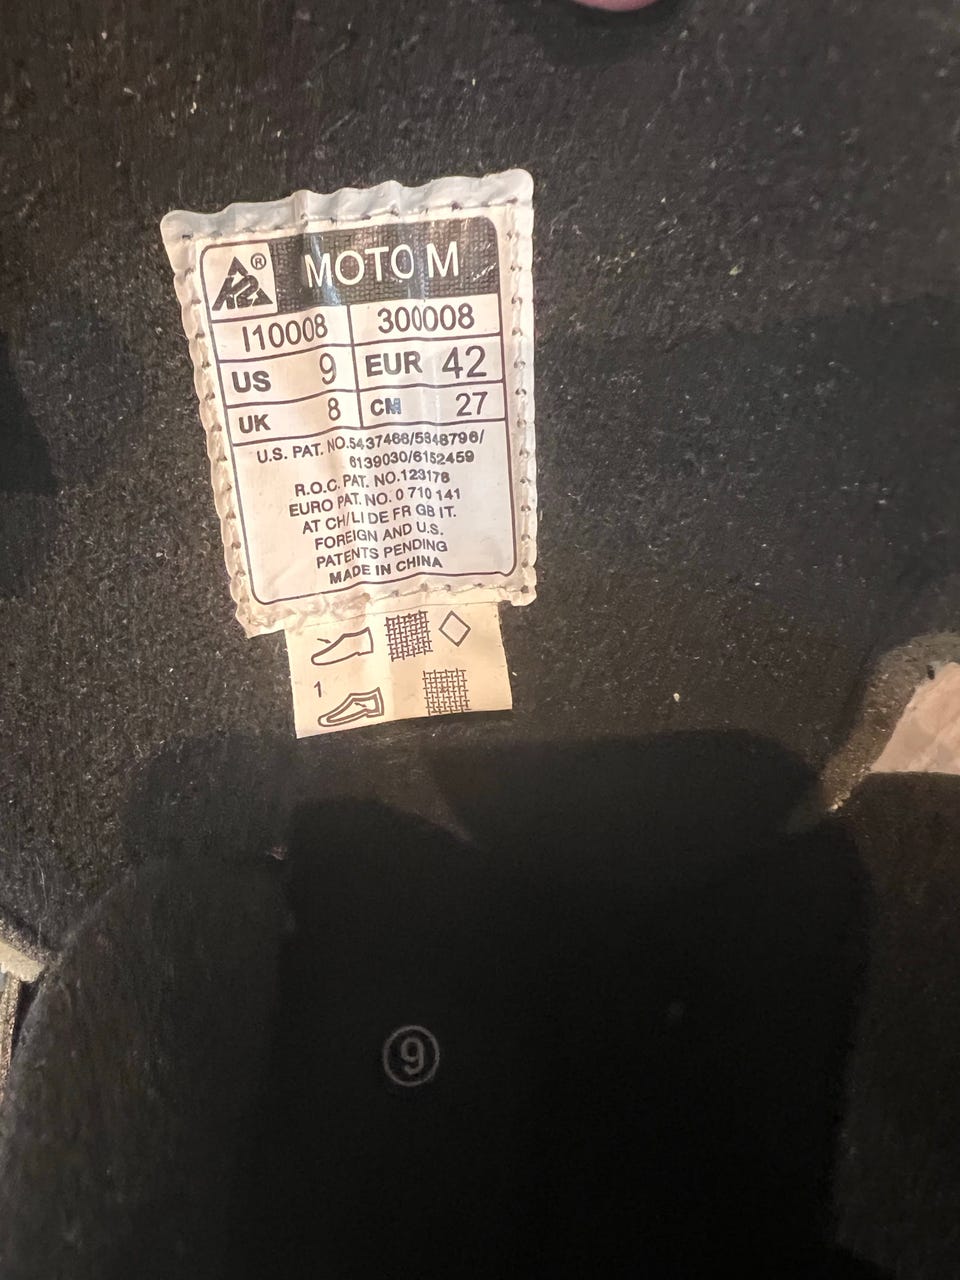 K2® MOTO M
I10008 300008
US 9 EUR 42
UK 8 CM 27
U.S. PAT. NO.5437466/5848796/
6139030/6152459
R.O.C. PAT. NO.123178
EURO PAT. NO. 0 710 141
AT CH/LI DE FR GB IT.
FOREIGN AND U.S.
PATENTS PENDING
MADE IN CHINA
1
9